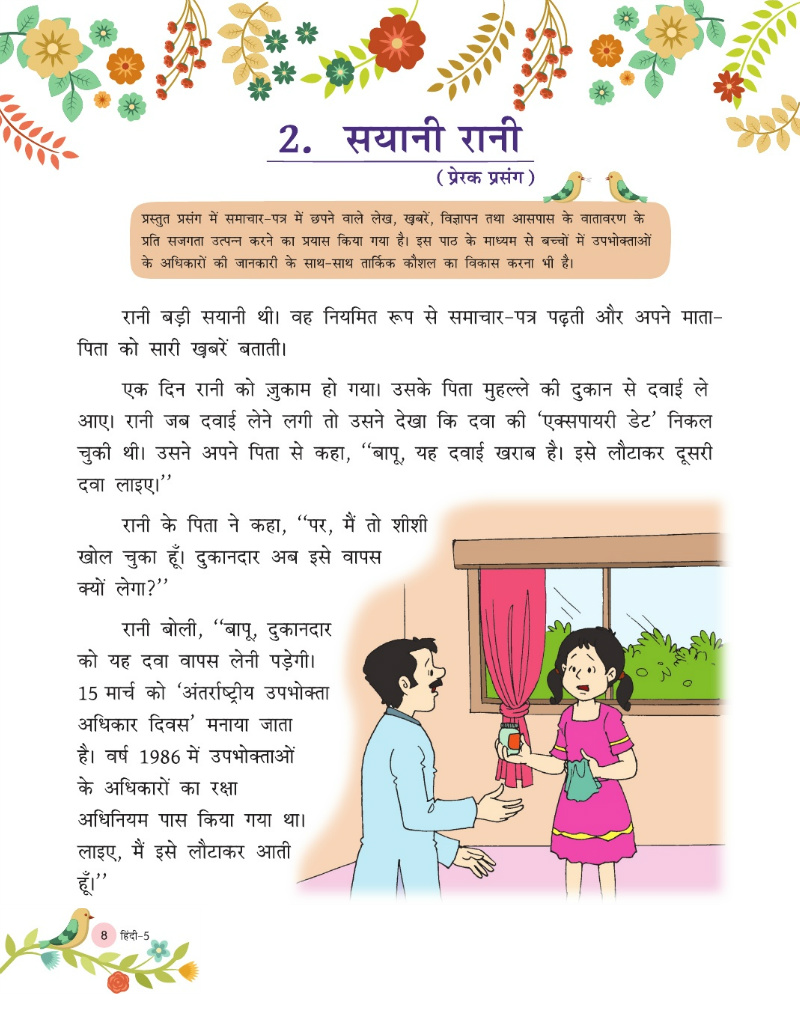 2. सयानी रानी
( प्रेरक प्रसंग )
प्रस्तुत प्रसंग में समाचार-पत्र में छपने वाले लेख, ख़बरें, विज्ञापन तथा आसपास के वातावरण के
प्रति सजगता उत्पन्न करने का प्रयास किया गया है। इस पाठ के माध्यम से बच्चों में उपभोक्ताओं
के अधिकारों की जानकारी के साथ-साथ तार्किक कौशल का विकास करना भी है।
रानी बड़ी सयानी थी। वह नियमित रूप से समाचार-पत्र पढ़ती और अपने माता-
पिता को सारी ख़बरें बताती।
एक दिन रानी को ज़ुकाम हो गया। उसके पिता मुहल्ले की दुकान से दवाई ले
आए। रानी जब दवाई लेने लगी तो उसने देखा कि दवा की ‘एक्सपायरी डेट’ निकल
चुकी थी। उसने अपने पिता से कहा, ‘‘बापू, यह दवाई खराब है। इसे लौटाकर दूसरी
दवा लाइए।’’
रानी के पिता ने कहा, ‘‘पर, मैं तो शीशी
खोल चुका हूँ। दुकानदार अब इसे वापस
क्यों लेगा?’’
रानी बोली, ‘‘बापू, दुकानदार
को यह दवा वापस लेनी पड़ेगी।
15 मार्च को ‘अंतर्राष्ट्रीय उपभोक्ता
अधिकार दिवस’ मनाया जाता
है। वर्ष 1986 में उपभोक्ताओं
के अधिकारों का रक्षा
अधिनियम पास किया गया था।
लाइए, मैं इसे लौटाकर आती
हूँ।’’
8 हिंदी-5